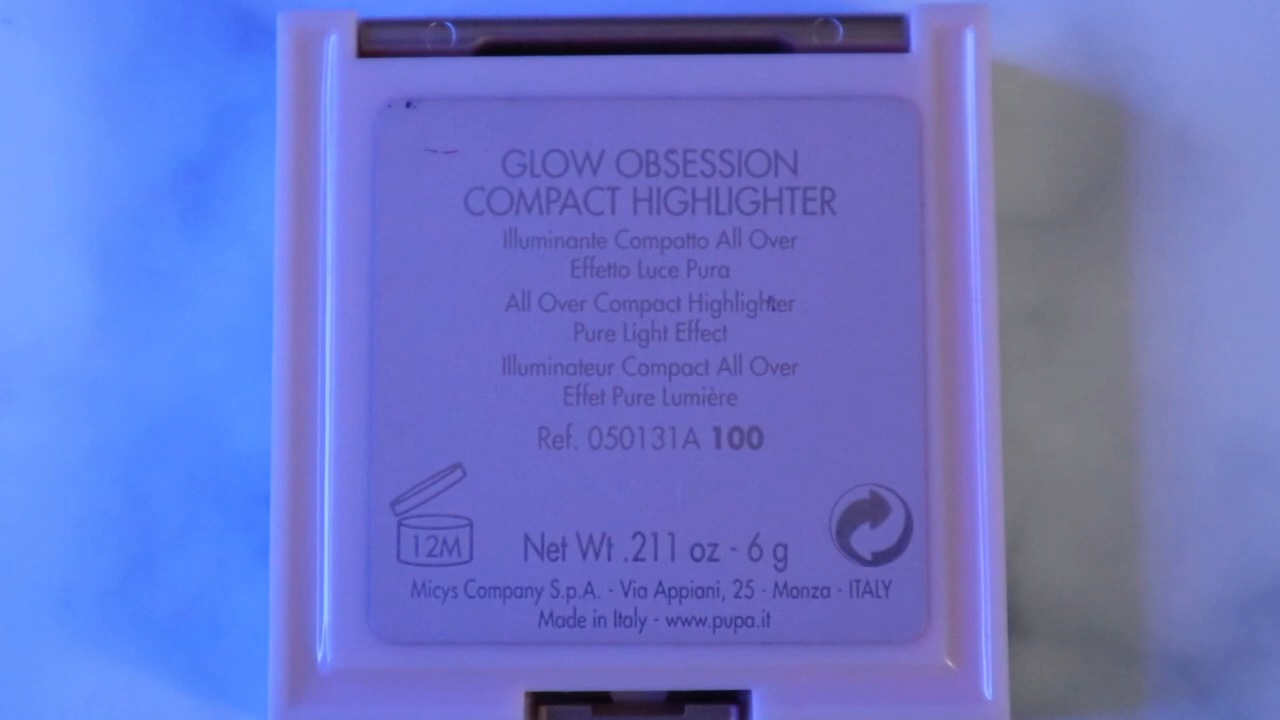 GLOW OBSESSION
COMPACT HIGHLIGHTER
Illuminante Compatto All Over
Effetto Luce Pura
All Over Compact Highlighter
Pure Light Effect
Illuminateur Compact All Over
Effet Pure Lumière
Ref. 050131A 100
12M
Net Wt .211 oz - 6 g
Micys Company S.p.A. - Via Appiani, 25 - Monza - ITALY
Made in Italy - www.pupa.it